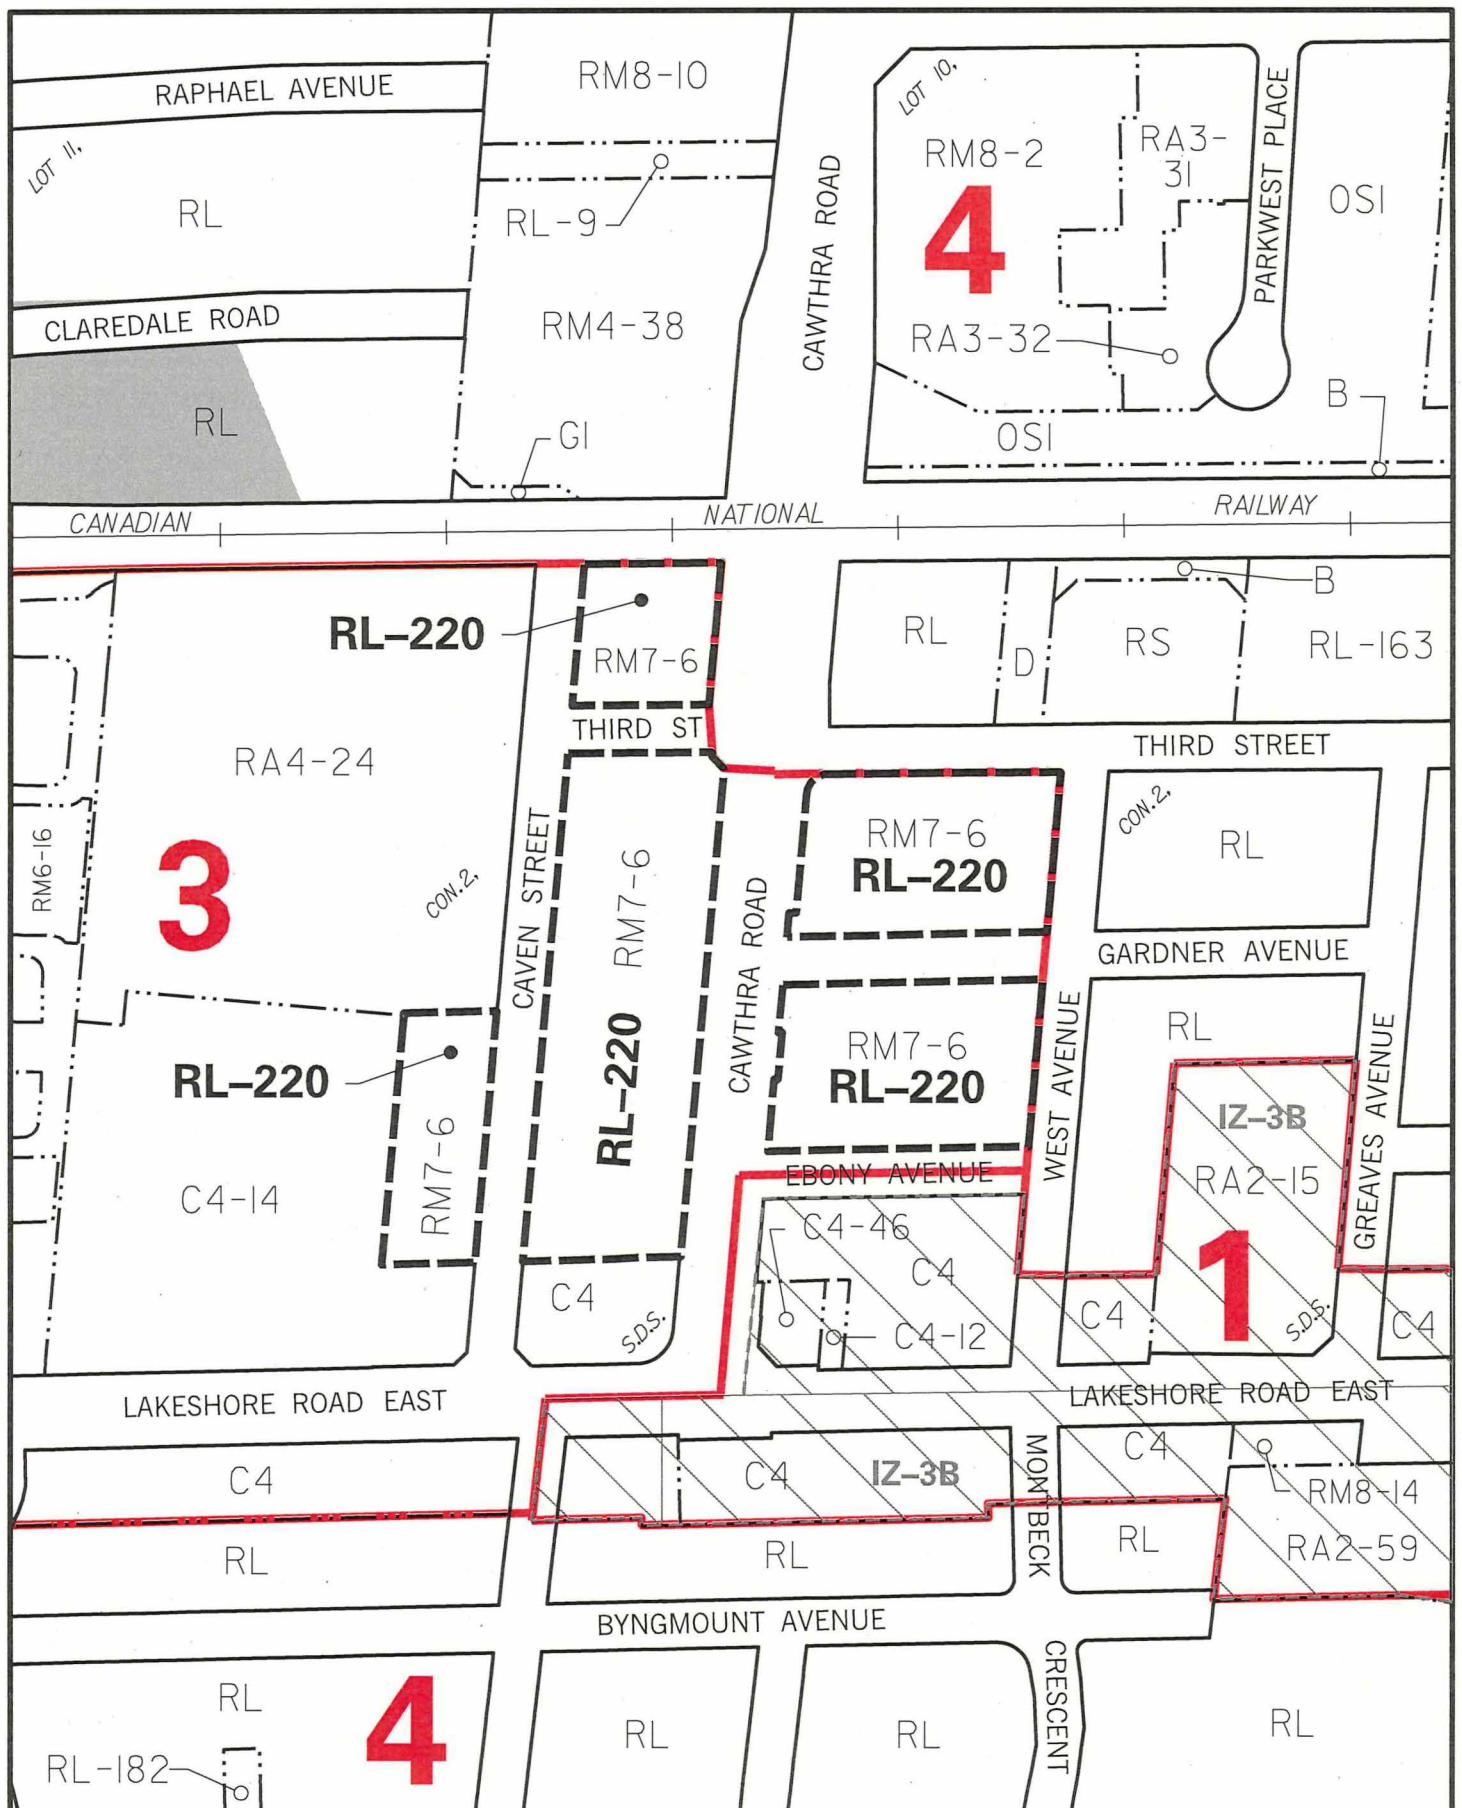 RAPHAEL AVENUE
RM8-10
LOT 11,
RL
RL-9
CLAREDALE ROAD
RM4-38
RL
G1
CAWTHRA ROAD
LOT 10,
RM8-2
RA3-
31
PARKWEST PLACE
OS1
4
RA3-32
B
OS1
CANADIAN
NATIONAL
RAILWAY
RL-220
RM7-6
THIRD ST
RL
D
RS
B
RL-163
THIRD STREET
RA4-24
RM6-16
3
CON.2,
CAVEN STREET
RM7-6
RL-220
CAWTHRA ROAD
RM7-6
RL-220
CON.2,
RL
GARDNER AVENUE
RL-220
RM7-6
C4-14
RM7-6
RL-220
WEST AVENUE
RL
GREAVES AVENUE
IZ-3B
RA2-15
1
EBONY AVENUE
C4-46
C4
C4
S.D.S.
C4-12
C4
S.D.S.
C4
LAKESHORE ROAD EAST
LAKESHORE ROAD EAST
C4
C4
IZ-3B
MONTBECK
C4
RM8-14
RL
RL
RL
RA2-59
BYNGMOUNT AVENUE
CRESCENT
RL
4
RL
RL
RL
RL-182